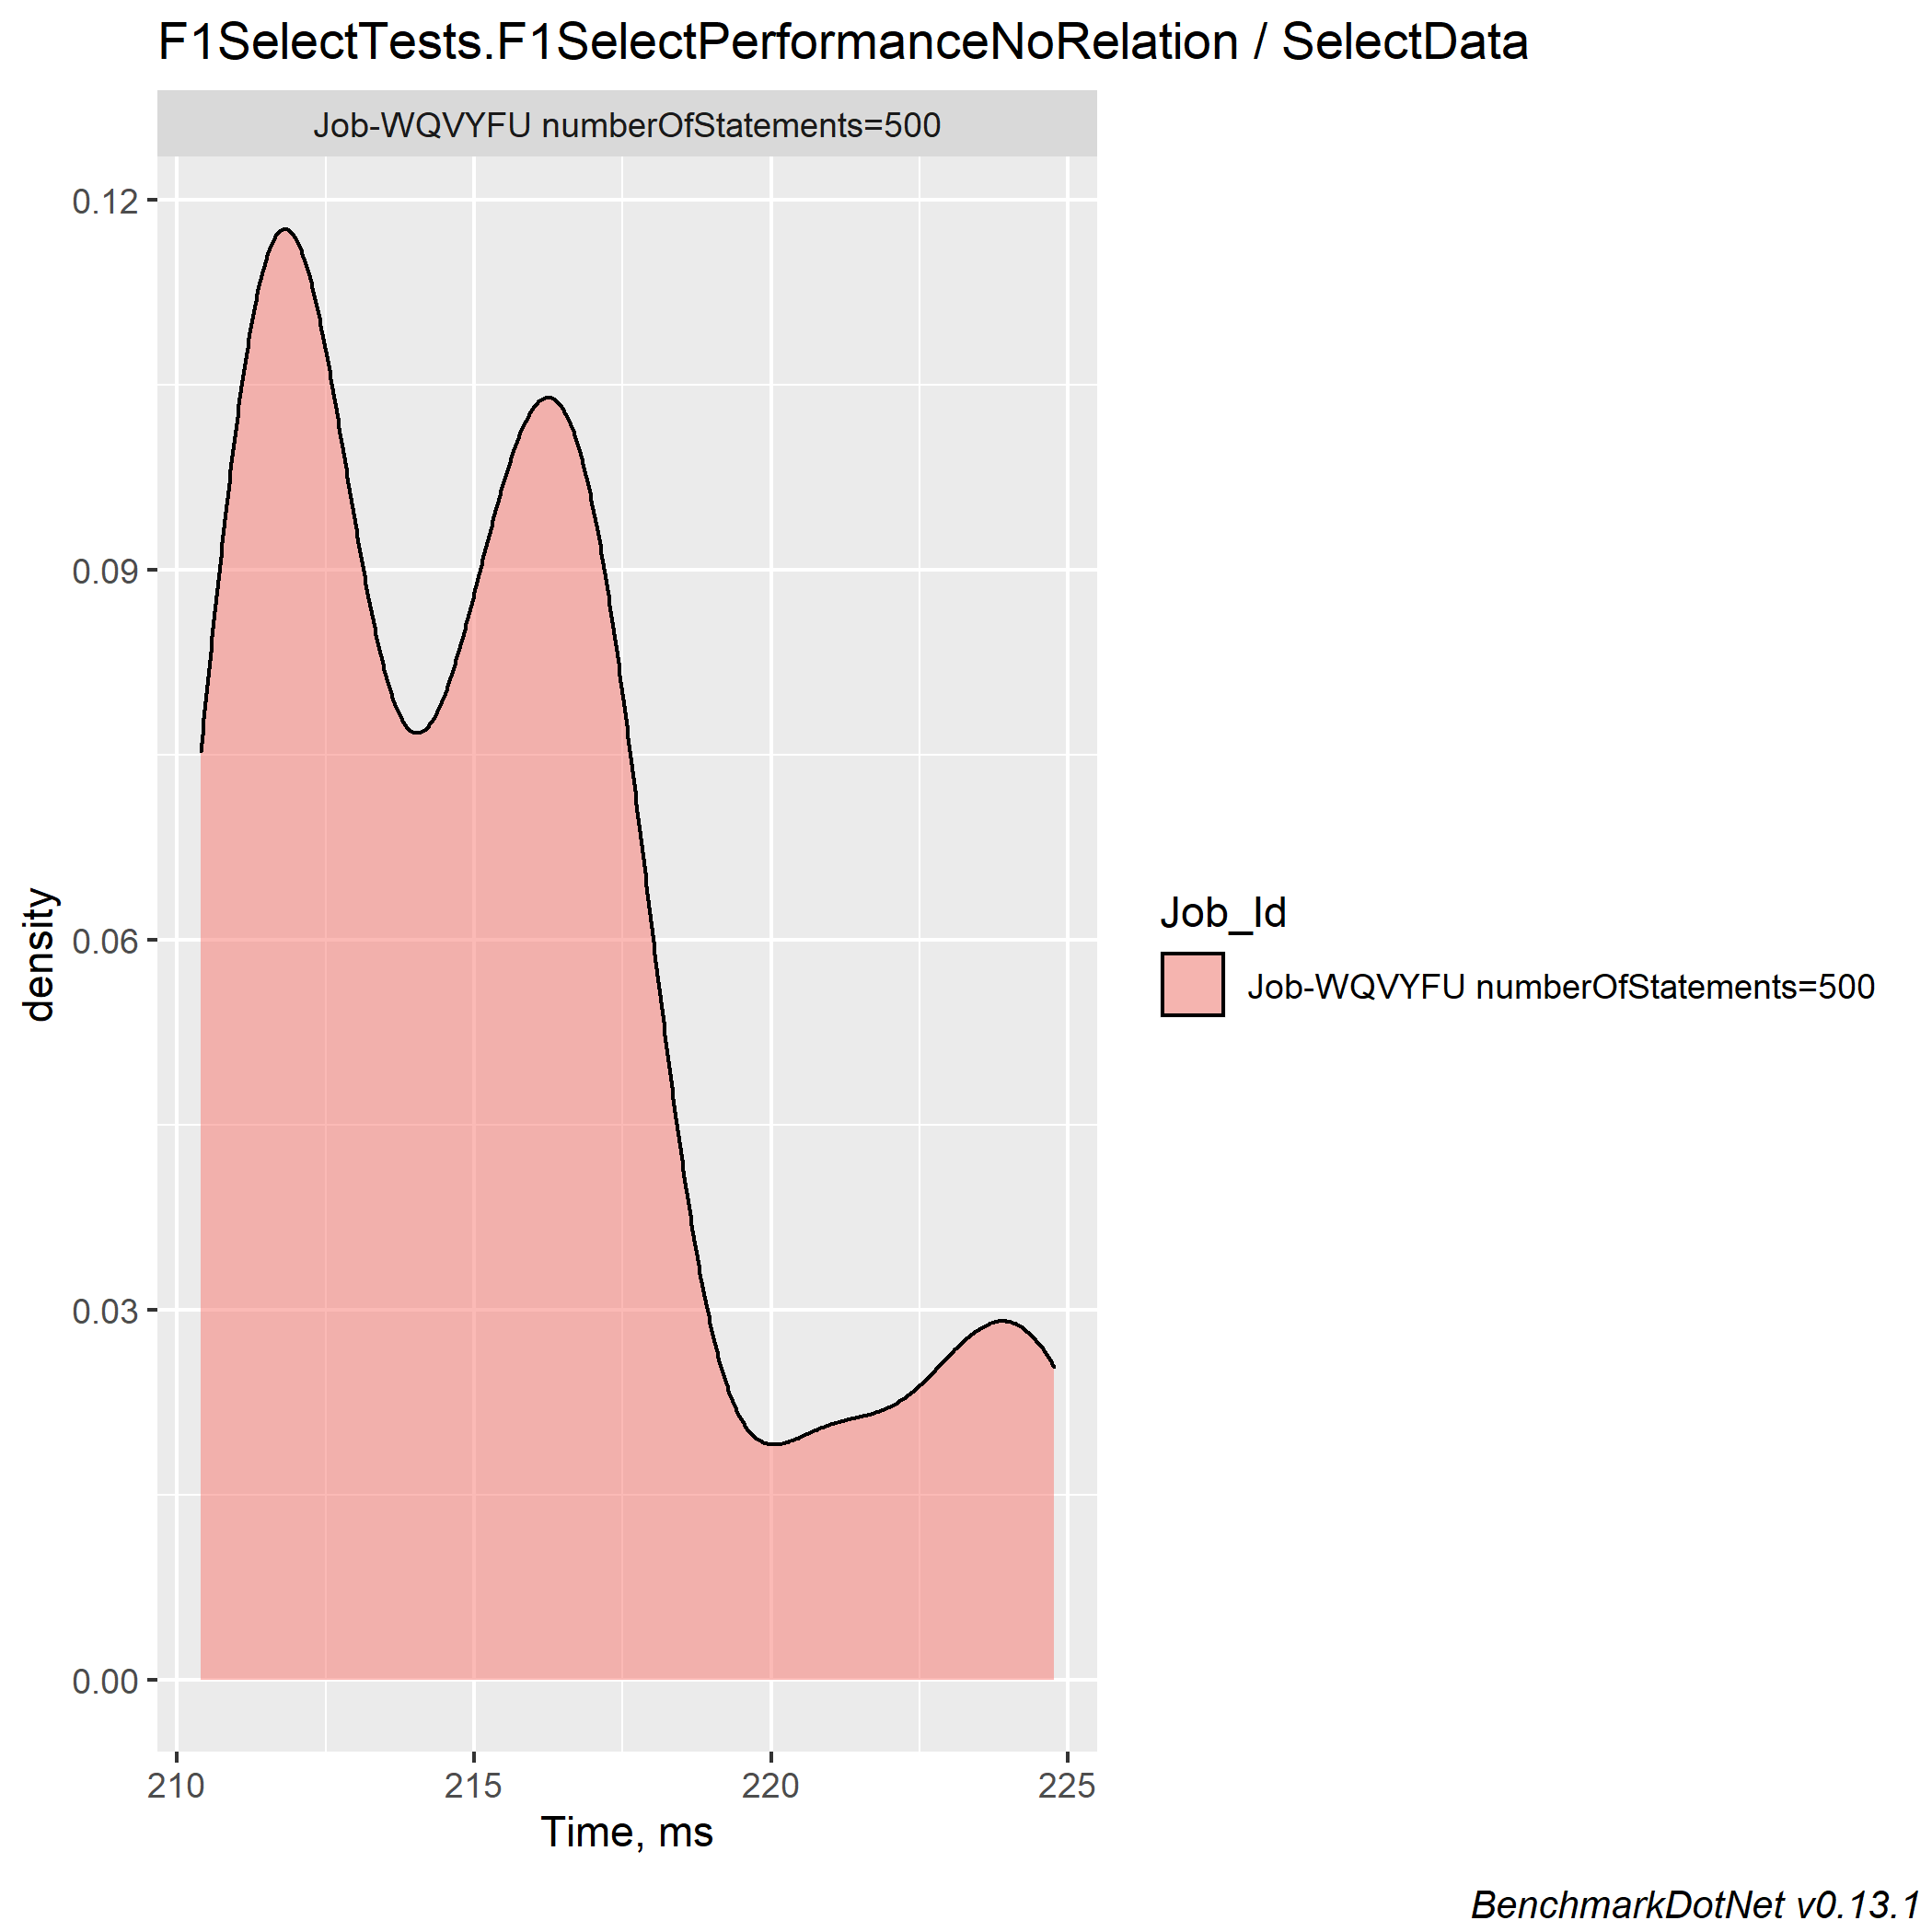 F1SelectTests.F1SelectPerformanceNoRelation / SelectData
Job-WQVYFU numberOfStatements=500
0.12
0.09
0.06
0.03
0.00
density
210 215 220 225
Time, ms
Job_Id
Job-WQVYFU numberOfStatements=500
BenchmarkDotNet v0.13.1